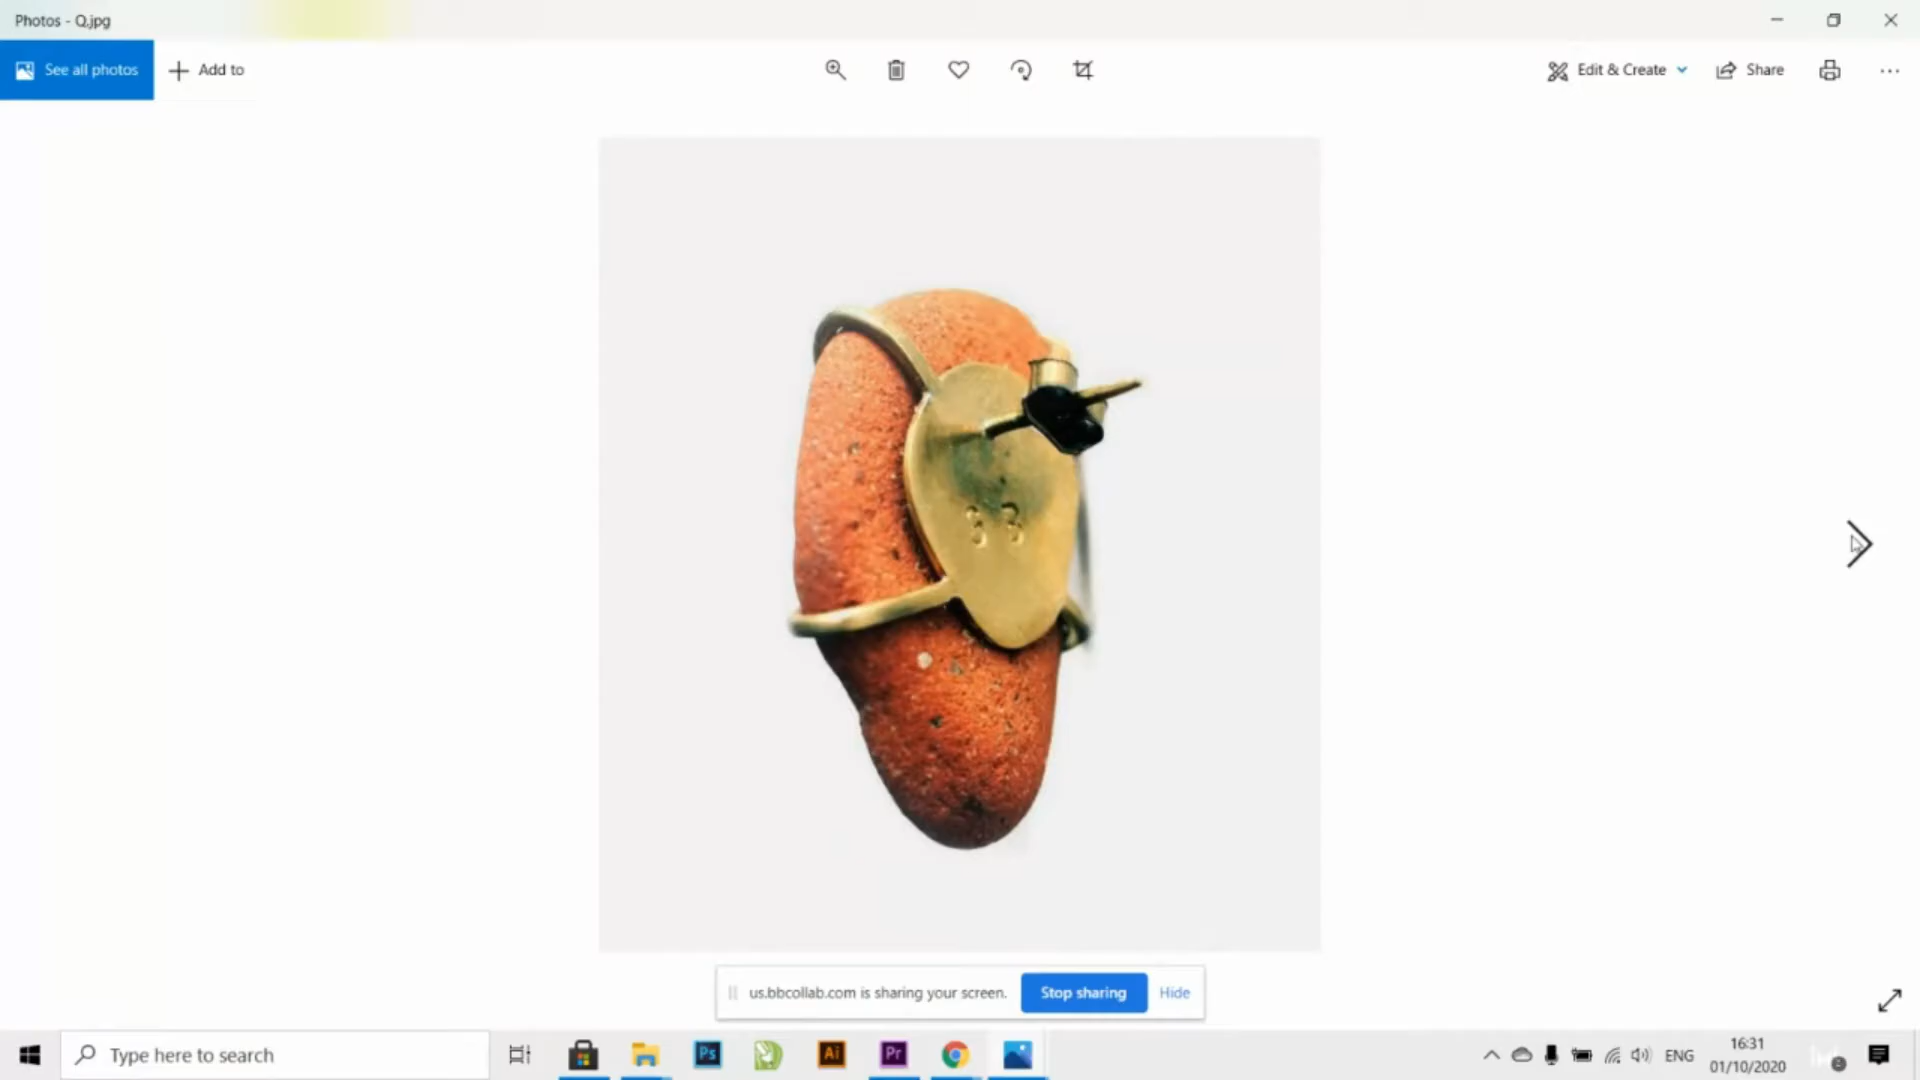 Photos - Q.jpg
See all photos
Add to
Edit & Create
Share
33
us.bbcollab.com is sharing your screen.
Stop sharing
Hide
Type here to search
Ps
Ai
Pr
ENG
16:31
01/10/2020